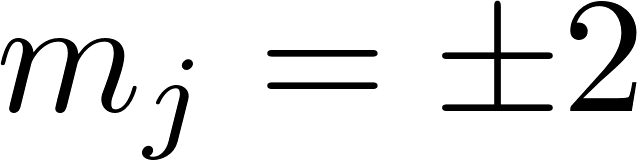 m_j = ±2